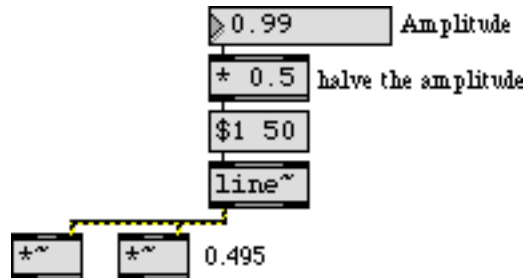 0.99 Amplitude
* 0.5 halve the amplitude
$1 50
line~
*~ *~ 0.495